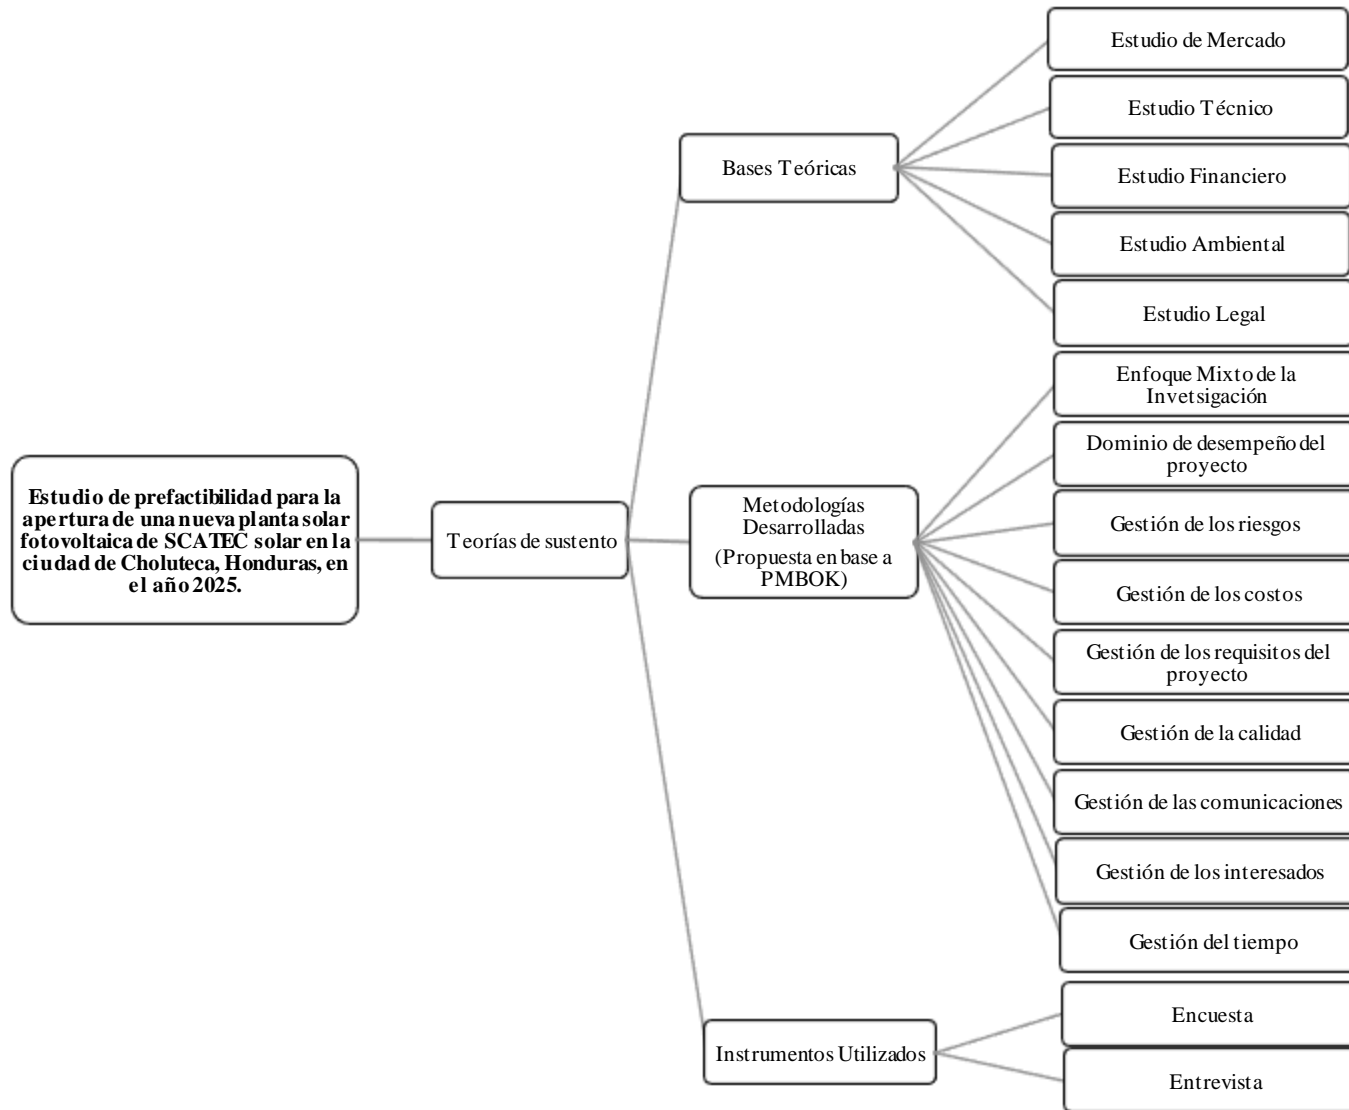 Estudio de prefactibilidad para la
apertura de una nueva planta solar
fotovoltaica de SCATEC solar en la
ciudad de Choluteca, Honduras, en
el año 2025.
Teorías de sustento
Bases Teóricas
Estudio de Mercado
Estudio Técnico
Estudio Financiero
Estudio Ambiental
Estudio Legal
Metodologías
Desarrolladas
(Propuesta en base a
PMBOK)
Enfoque Mixto de la
Invetsigación
Dominio de desempeño del
proyecto
Gestión de los riesgos
Gestión de los costos
Gestión de los requisitos del
proyecto
Gestión de la calidad
Gestión de las comunicaciones
Gestión de los interesados
Gestión del tiempo
Instrumentos Utilizados
Encuesta
Entrevista